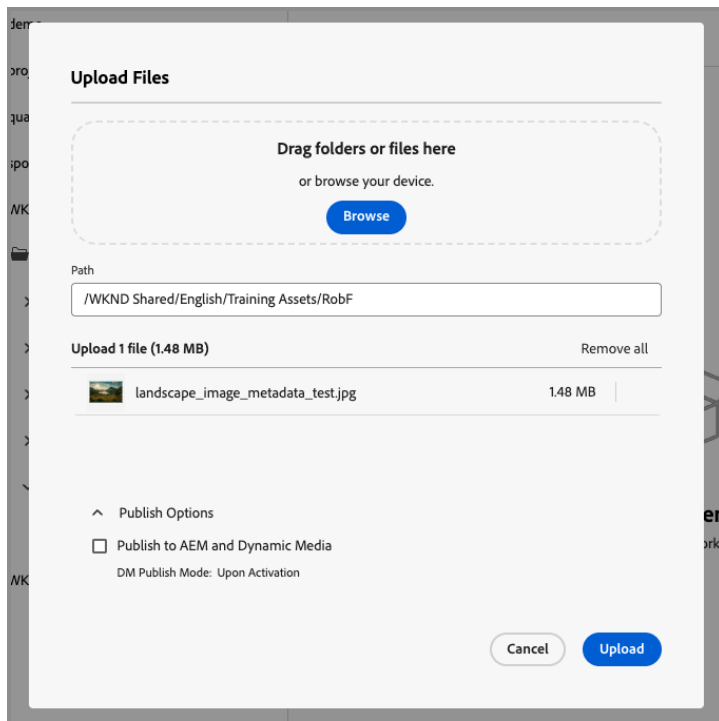 Upload Files
Drag folders or files here
or browse your device.
Browse
Path
/WKND Shared/English/Training Assets/RobF
Upload 1 file (1.48 MB)
Remove all
landscape_image_metadata_test.jpg
1.48 MB
Publish Options
Publish to AEM and Dynamic Media
DM Publish Mode: Upon Activation
Cancel
Upload